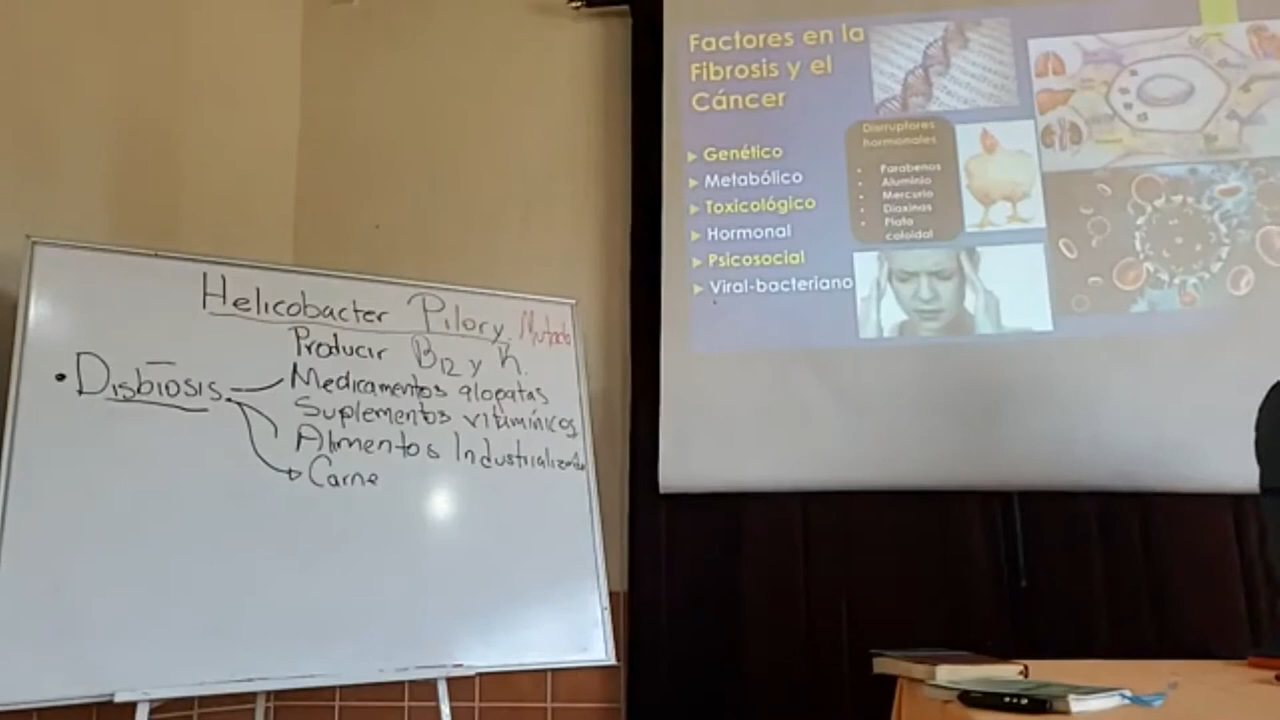 Helicobacter Pilory. Mutado
Producir B12 y K.
• Disbiosis
Medicamentos alopatas
Suplementos vitamínicos
Alimentos Industrializados
Carne
Factores en la
Fibrosis y el
Cáncer
Genético
Metabólico
Toxicológico
Hormonal
Psicosocial
Viral-bacteriano
Disruptores
hormonales
• Parabenos
• Aluminio
• Mercurio
• Dioxinas
• Plata
coloidal